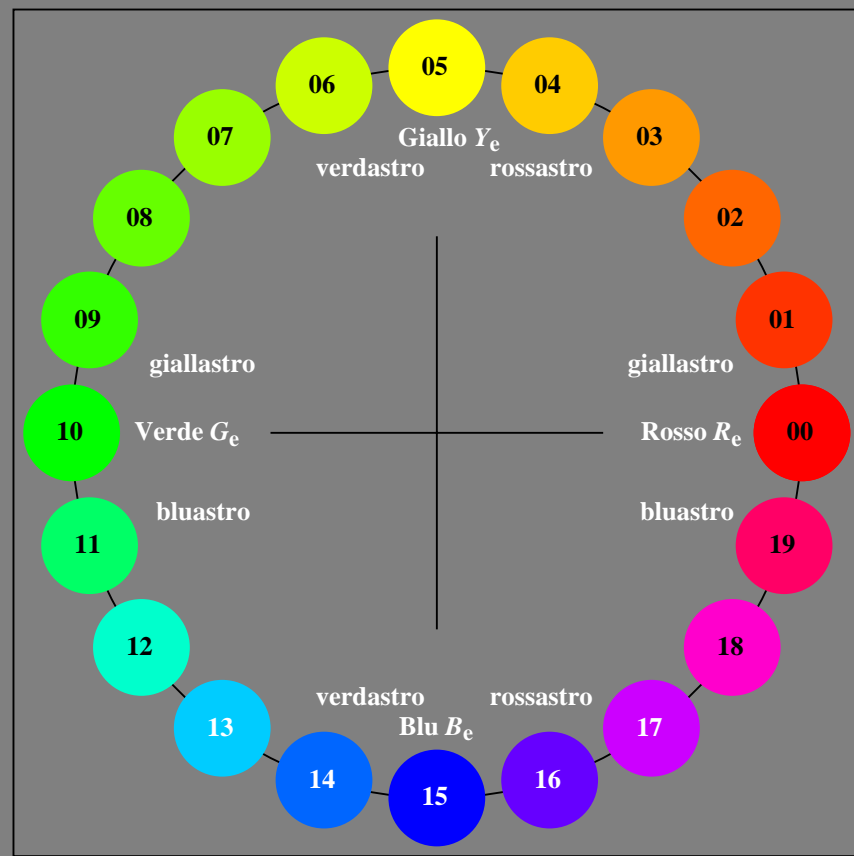 05
06 04
Giallo Ye
07 03
verdastro rossastro
08 02
09 01
giallastro giallastro
10 Verde Ge Rosso Re 00
bluastro bluastro
11 19
12 18
verdastro rossastro
13 Blu Be 17
14 16
15